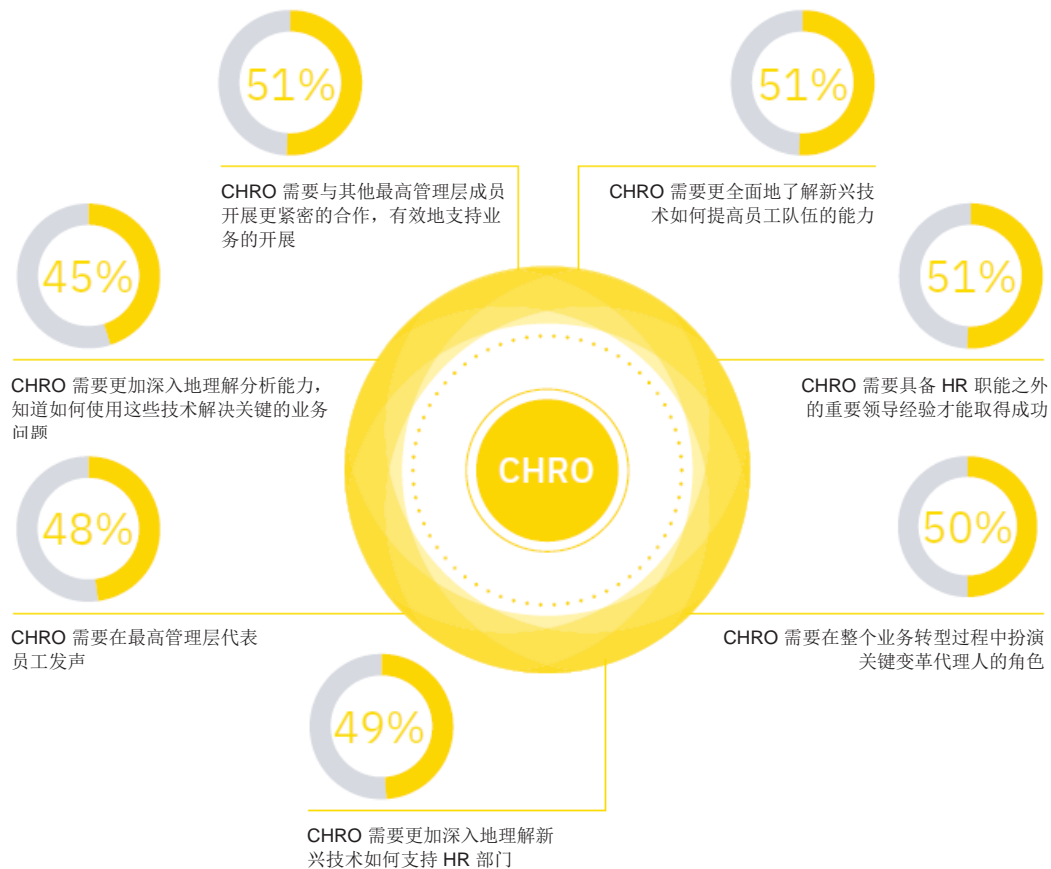 51%
CHRO 需要与其他最高管理层成员
开展更紧密的合作，有效地支持业
务的开展
51%
CHRO 需要更全面地了解新兴技
术如何提高员工队伍的能力
45%
CHRO 需要更加深入地理解分析能力，
知道如何使用这些技术解决关键的业务
问题
51%
CHRO 需要具备 HR 职能之外
的重要领导经验才能取得成功
CHRO
48%
CHRO 需要在最高管理层代表
员工发声
50%
CHRO 需要在整个业务转型过程中扮演
关键变革代理人的角色
49%
CHRO 需要更加深入地理解新
兴技术如何支持 HR 部门